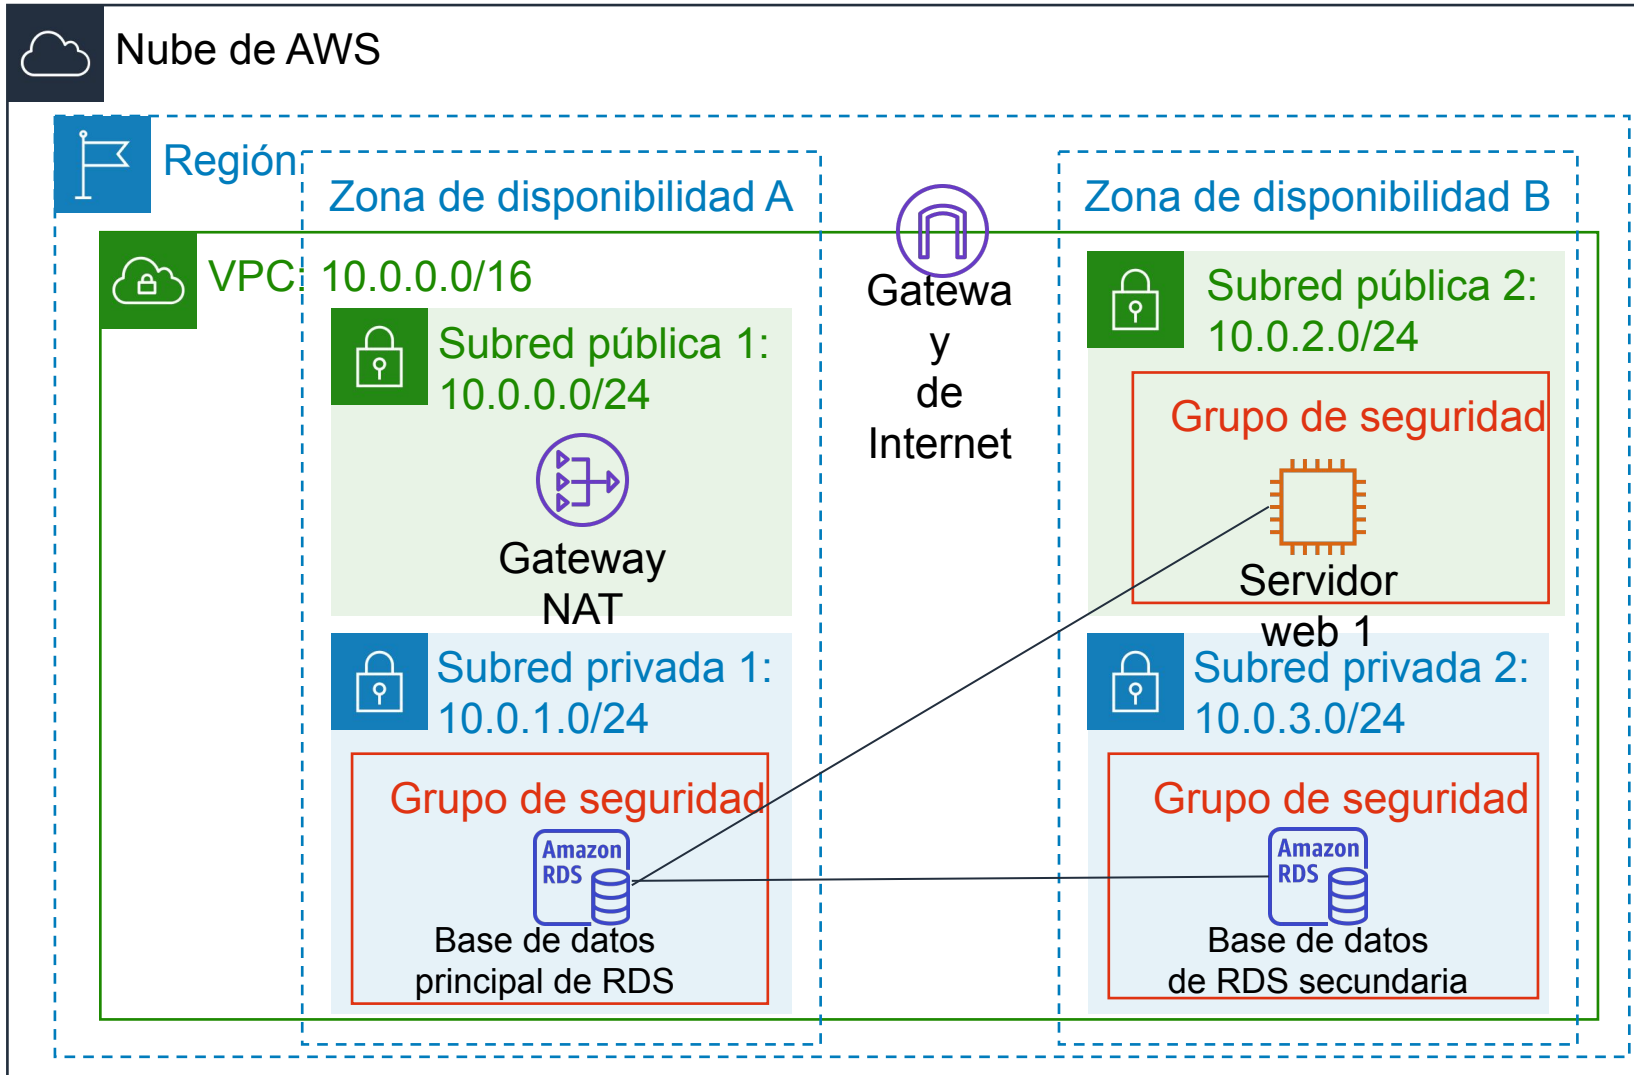 Nube de AWS
Región
Zona de disponibilidad A
Zona de disponibilidad B
VPC: 10.0.0.0/16
Subred pública 1:
10.0.0.0/24
Gateway
NAT
Gatewa
y
de
Internet
Subred pública 2:
10.0.2.0/24
Grupo de seguridad
Servidor
web 1
Subred privada 1:
10.0.1.0/24
Grupo de seguridad
Amazon
RDS
Base de datos
principal de RDS
Subred privada 2:
10.0.3.0/24
Grupo de seguridad
Amazon
RDS
Base de datos
de RDS secundaria